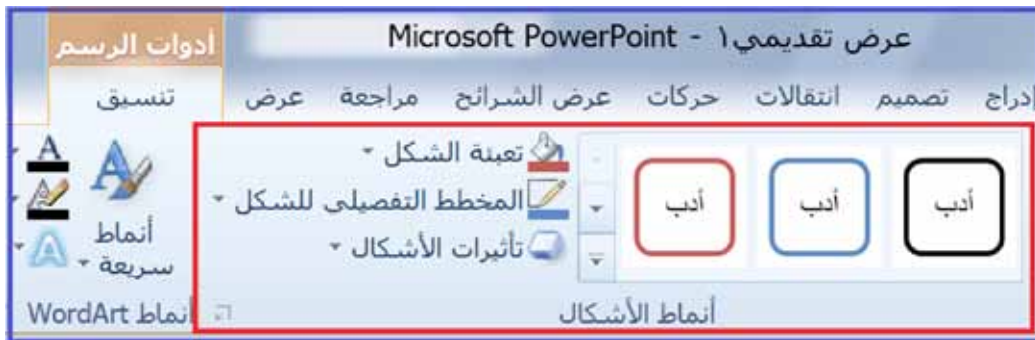 عرض تقديمي١ - Microsoft PowerPoint
أدوات الرسم
إدراج تصميم انتقالات حركات عرض الشرائح مراجعة عرض تنسيق
أدب أدب أدب
تعبئة الشكل
المخطط التفصيلي للشكل
تأثيرات الأشكال
أنماط الأشكال
A
A
أنماط سريعة
أنماط WordArt